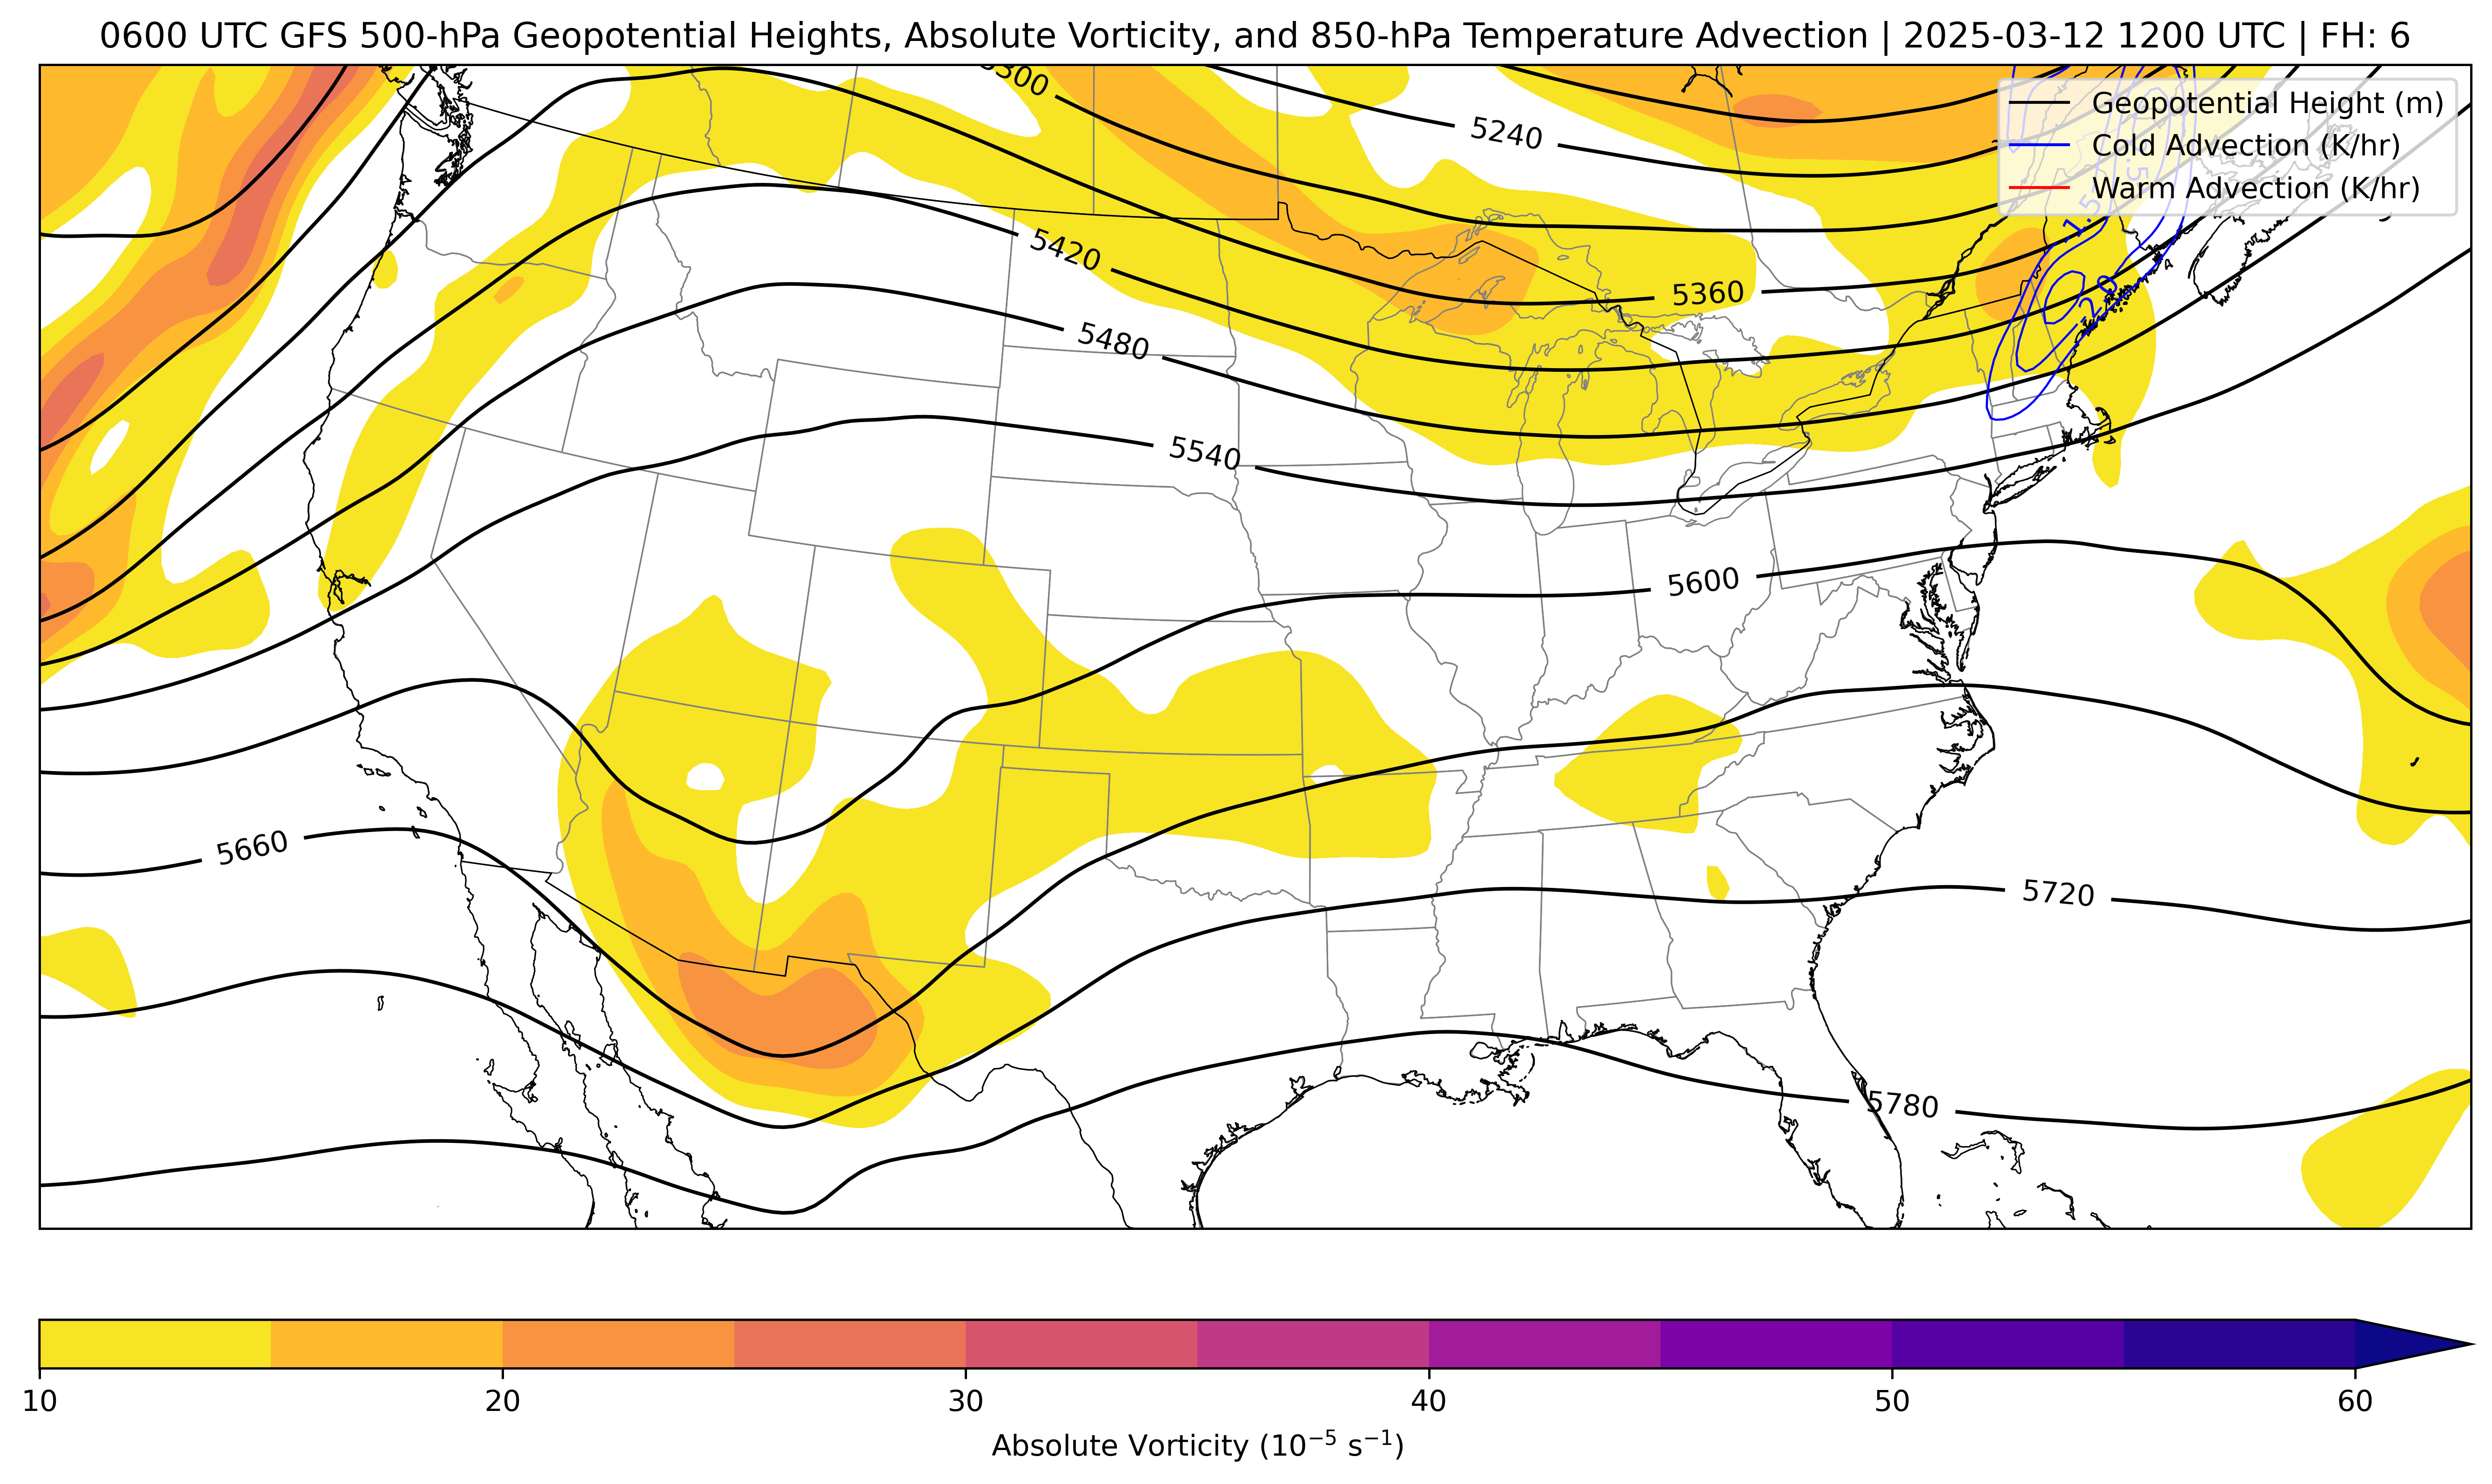 0600 UTC GFS 500-hPa Geopotential Heights, Absolute Vorticity, and 850-hPa Temperature Advection | 2025-03-12 1200 UTC | FH: 6
Geopotential Height (m)
Cold Advection (K/hr)
Warm Advection (K/hr)
5240
5420
5360
5480
5540
5600
5660
5720
5780
10 20 30 40 50 60
Absolute Vorticity (10⁻⁵ s⁻¹)